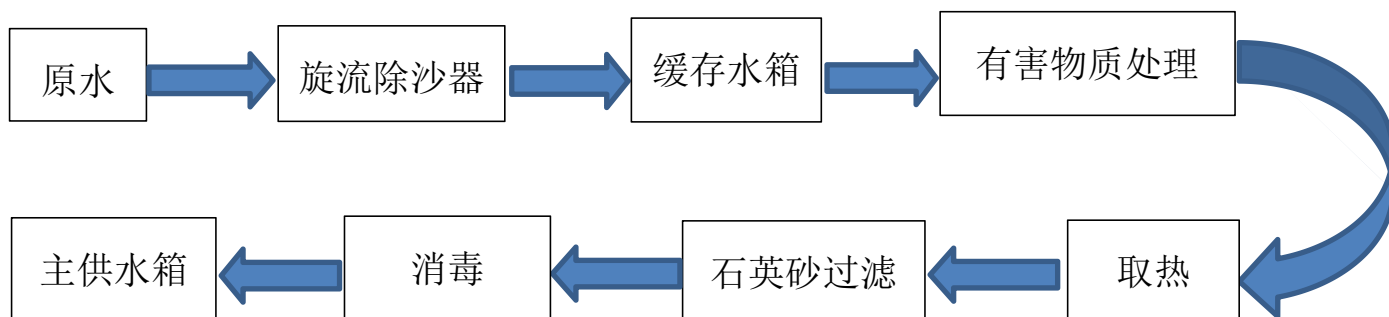 原水
旋流除沙器
缓存水箱
有害物质处理
取热
石英砂过滤
消毒
主供水箱